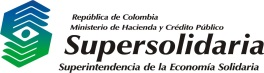 República de Colombia
Ministerio de Hacienda y Crédito Público
Supersolidaria
Superintendencia de la Economía Solidaria